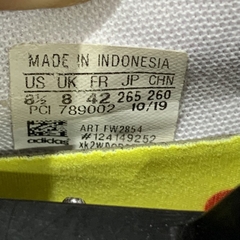 MADE IN INDONESIA
US UK FR JP CHN
8½ 8 42 265 260
PCI 789002 10/19
ART FW2854
adidas #124149252